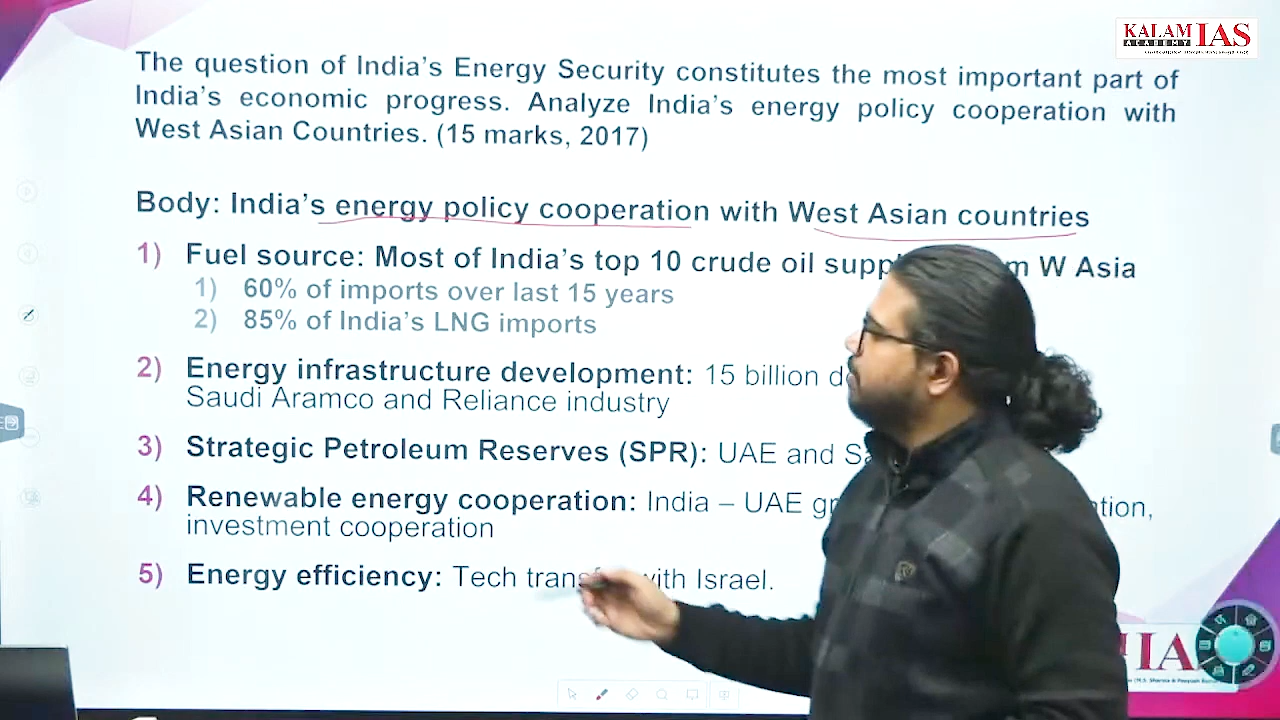 KALAM IAS
ACADEMY
The question of India's Energy Security constitutes the most important part of
India's economic progress. Analyze India's energy policy cooperation with
West Asian Countries. (15 marks, 2017)
Body: India's energy policy cooperation with West Asian countries
1) Fuel source: Most of India's top 10 crude oil W Asia
1) 60% of imports over last 15 years
2) 85% of India's LNG imports
2) Energy infrastructure development: 15 billion
Saudi Aramco and Reliance industry
3) Strategic Petroleum Reserves (SPR): UAE and
4) Renewable energy cooperation: India – UAE
investment cooperation
5) Energy efficiency: Tech with Israel.